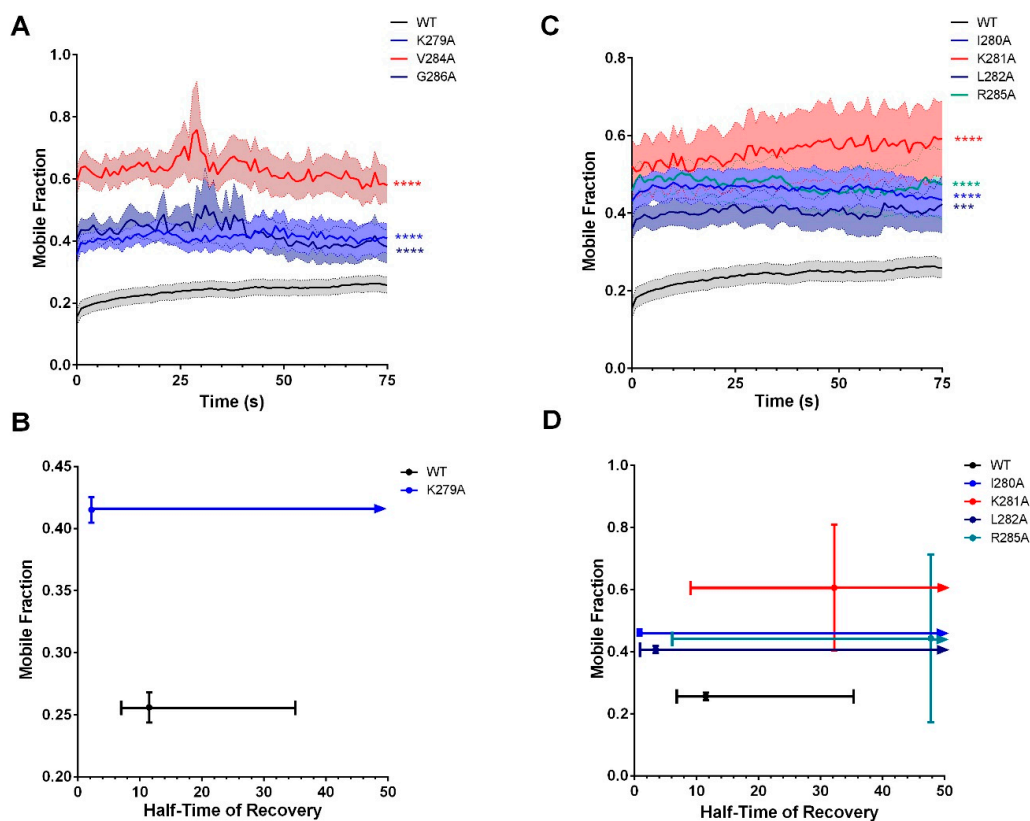 A
WT
K279A
V284A
G286A
1.0
0.8
0.6
0.4
0.2
0.0
Mobile Fraction
****
****
****
0
25
50
75
Time (s)
C
WT
I280A
K281A
L282A
R285A
0.8
0.6
0.4
0.2
0.0
Mobile Fraction
****
****
****
***
0
25
50
75
Time (s)
B
WT
K279A
0.45
0.40
0.35
0.30
0.25
0.20
Mobile Fraction
0
10
20
30
40
50
Half-Time of Recovery
D
WT
I280A
K281A
L282A
R285A
1.0
0.8
0.6
0.4
0.2
0.0
Mobile Fraction
0
10
20
30
40
50
Half-Time of Recovery